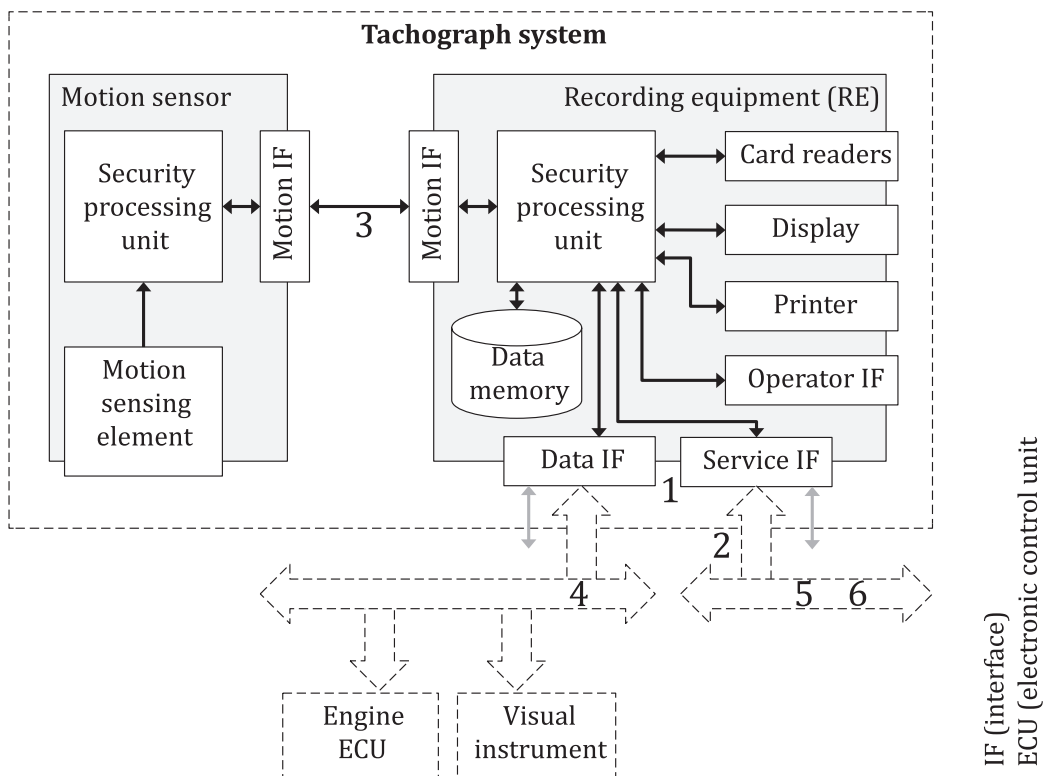 Tachograph system
Motion sensor
Recording equipment (RE)
Security
processing
unit
Motion IF
3
Motion IF
Security
processing
unit
Card readers
Display
Printer
Operator IF
Motion
sensing
element
Data
memory
Data IF
Service IF
1
2
4
5 6
Engine
ECU
Visual
instrument
IF (interface)
ECU (electronic control unit